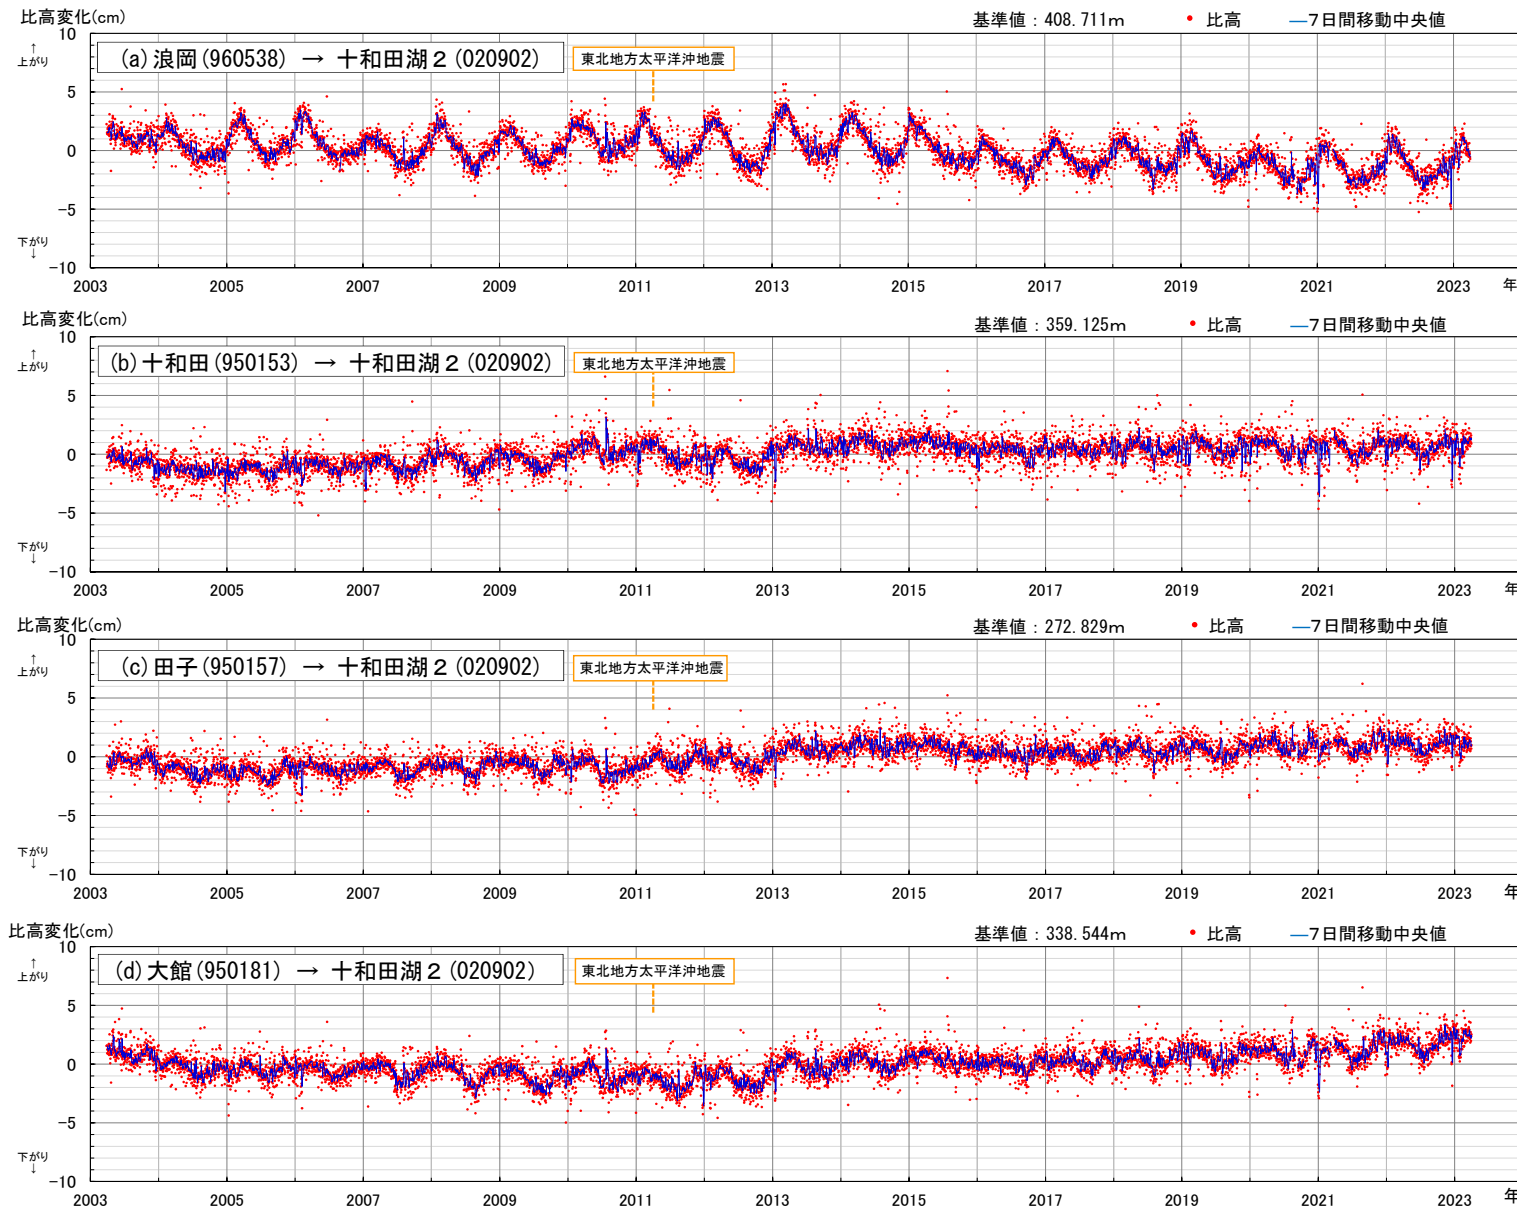 比高変化(cm)
基準値：408.711m ● 比高 ―7日間移動中央値
(a)浪岡(960538) → 十和田湖２(020902)
東北地方太平洋沖地震
↑
上がり
下がり
↓
10
5
0
-5
-10
2003 2005 2007 2009 2011 2013 2015 2017 2019 2021 2023 年
比高変化(cm)
基準値：359.125m ● 比高 ―7日間移動中央値
(b)十和田(950153) → 十和田湖２(020902)
東北地方太平洋沖地震
↑
上がり
下がり
↓
10
5
0
-5
-10
2003 2005 2007 2009 2011 2013 2015 2017 2019 2021 2023 年
比高変化(cm)
基準値：272.829m ● 比高 ―7日間移動中央値
(c)田子(950157) → 十和田湖２(020902)
東北地方太平洋沖地震
↑
上がり
下がり
↓
10
5
0
-5
-10
2003 2005 2007 2009 2011 2013 2015 2017 2019 2021 2023 年
比高変化(cm)
基準値：338.544m ● 比高 ―7日間移動中央値
(d)大館(950181) → 十和田湖２(020902)
東北地方太平洋沖地震
↑
上がり
下がり
↓
10
5
0
-5
-10
2003 2005 2007 2009 2011 2013 2015 2017 2019 2021 2023 年